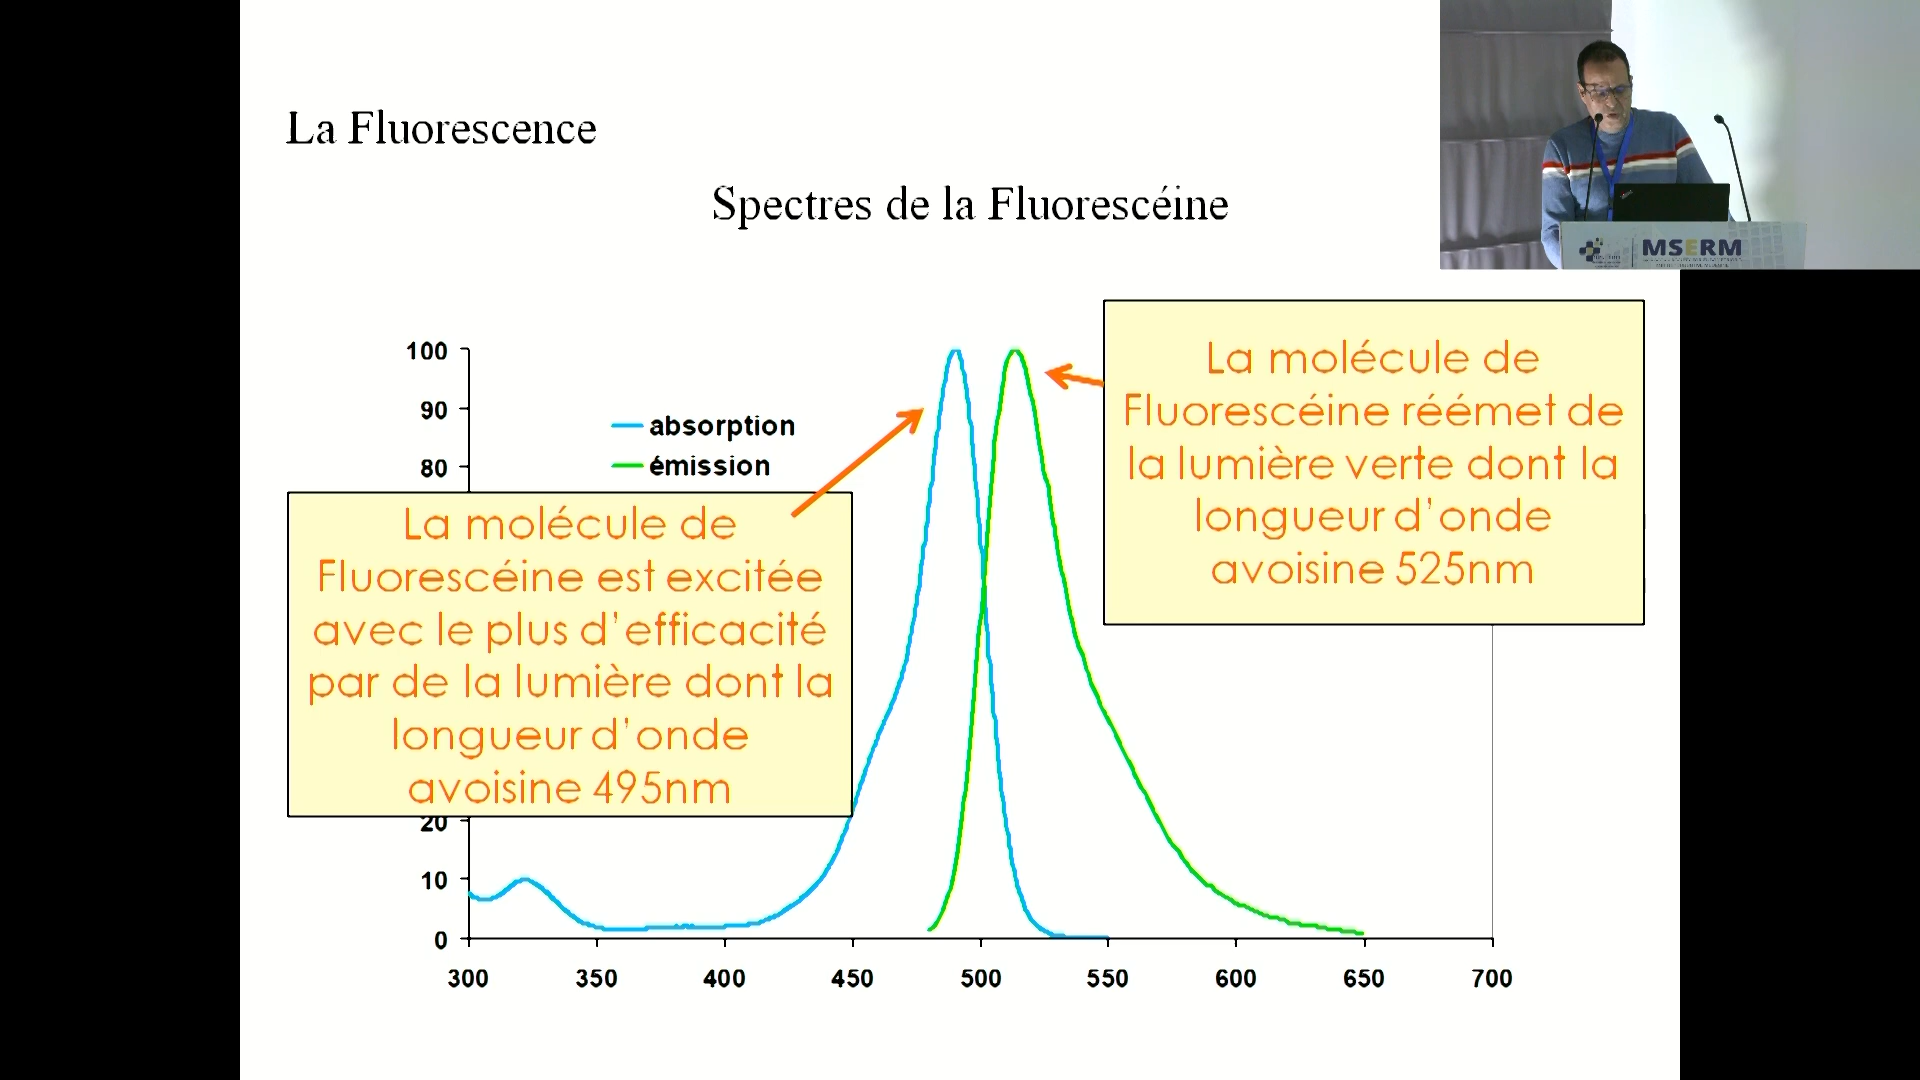 La Fluorescence
Spectres de la Fluorescéine
MSERM
100
90
80
20
10
0
absorption
émission
La molécule de
Fluorescéine est excitée
avec le plus d'efficacité
par de la lumière dont la
longueur d'onde
avoisine 495nm
La molécule de
Fluorescéine réémet de
la lumière verte dont la
longueur d'onde
avoisine 525nm
300 350 400 450 500 550 600 650 700